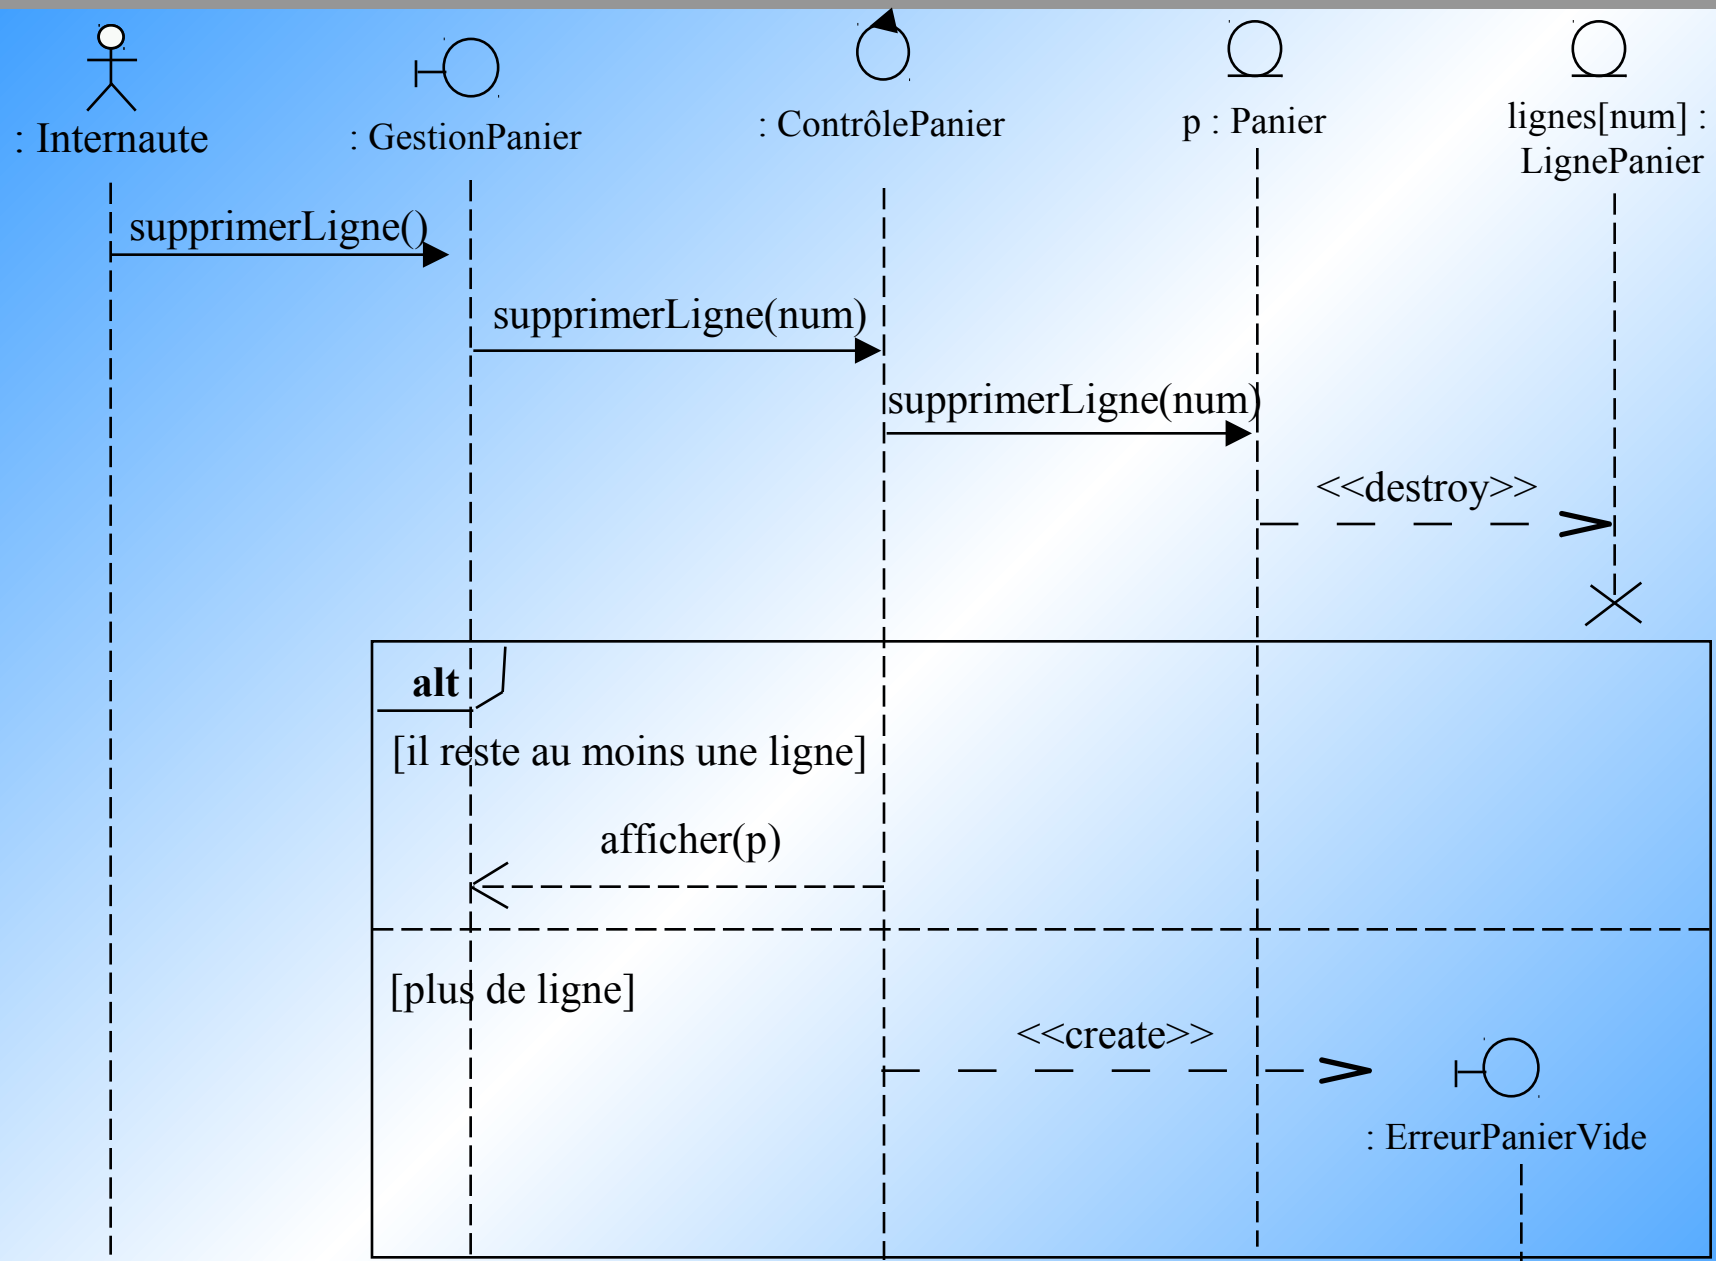 : Internaute
: GestionPanier
: ContrôlePanier
p : Panier
lignes[num] :
LignePanier
supprimerLigne()
supprimerLigne(num)
supprimerLigne(num)
<<destroy>>
alt
[il reste au moins une ligne]
afficher(p)
[plus de ligne]
<<create>>
: ErreurPanierVide